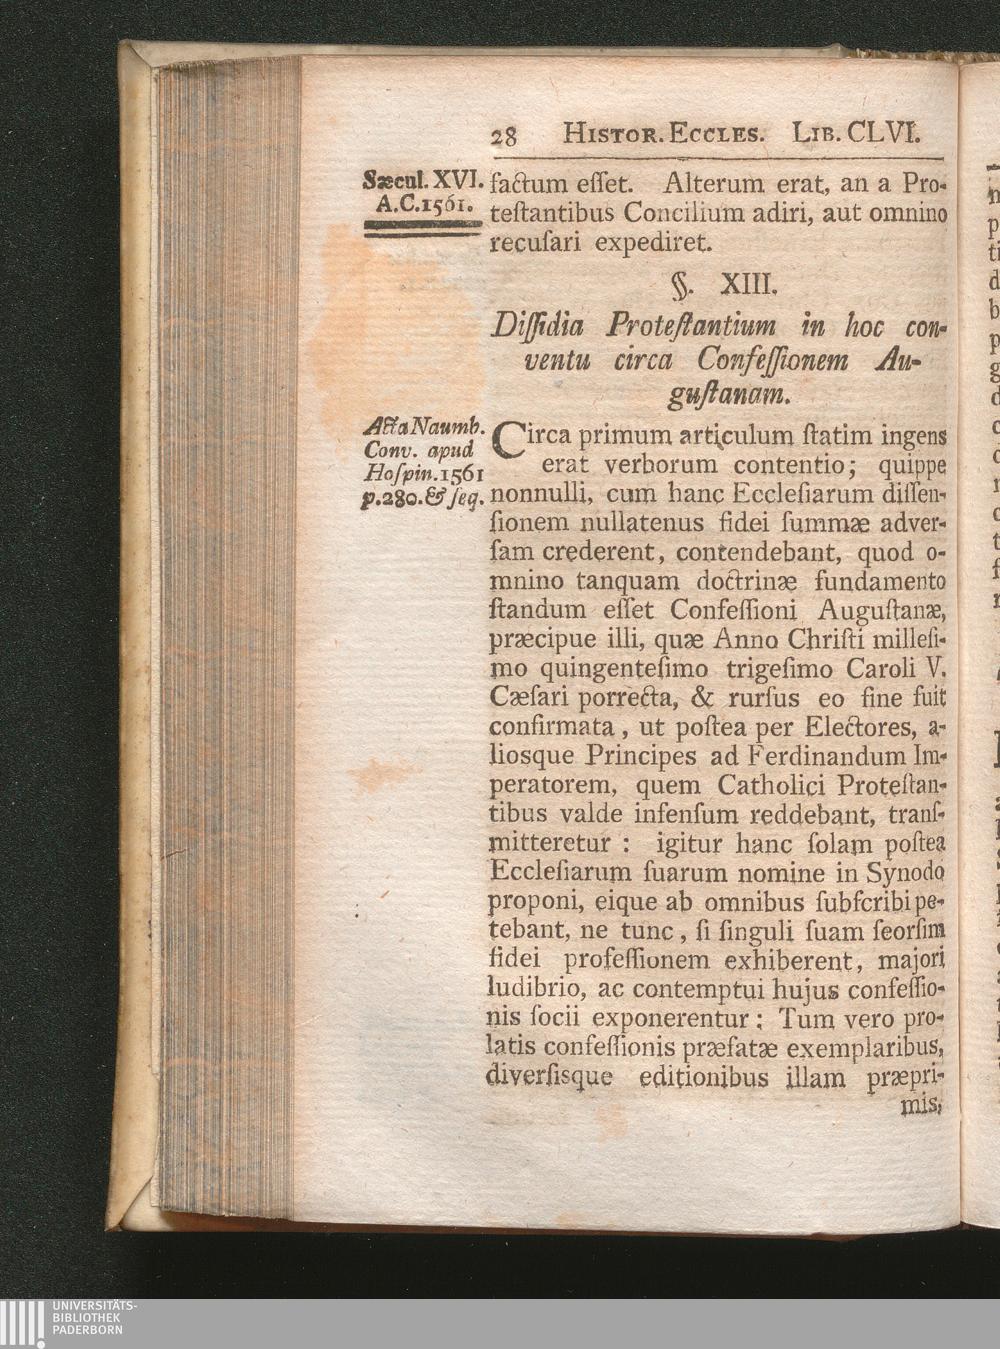 28 HISTOR. ECCLES. LIB. CLVI.
Sæcul. XVI.
A.C.1561.
factum eſſet. Alterum erat, an a Pro-
teſtantibus Concilium adiri, aut omnino
recuſari expediret.
§. XIII.
Diſſidia Proteſtantium in hoc con-
ventu circa Confeſſionem Au-
guſtanam.
Acta Naumb.
Conv. apud
Hoſpin. 1561
p. 280. & ſeq.
Circa primum articulum ſtatim ingens
erat verborum contentio; quippe
nonnulli, cum hanc Eccleſiarum diſſen-
ſionem nullatenus fidei ſummæ adver-
ſam crederent, contendebant, quod o-
mnino tanquam doctrinæ fundamento
ſtandum eſſet Confeſſioni Auguſtanæ,
præcipue illi, quæ Anno Chriſti milleſi-
mo quingenteſimo trigeſimo Caroli V.
Cæſari porrecta, & rurſus eo fine fuit
confirmata, ut poſtea per Electores, a-
liosque Principes ad Ferdinandum Im-
peratorem, quem Catholici Proteſtan-
tibus valde infenſum reddebant, tranſ-
mitteretur : igitur hanc ſolam poſtea
Eccleſiarum ſuarum nomine in Synodo
proponi, eique ab omnibus ſubſcribi pe-
tebant, ne tunc, ſi ſinguli ſuam ſeorſim
fidei profeſſionem exhiberent, majori
ludibrio, ac contemptui hujus confeſſio-
nis ſocii exponerentur: Tum vero pro-
latis confeſſionis præfatæ exemplaribus,
diverſisque editionibus illam præpri-
mis,
UNIVERSITÄTS-
BIBLIOTHEK
PADERBORN